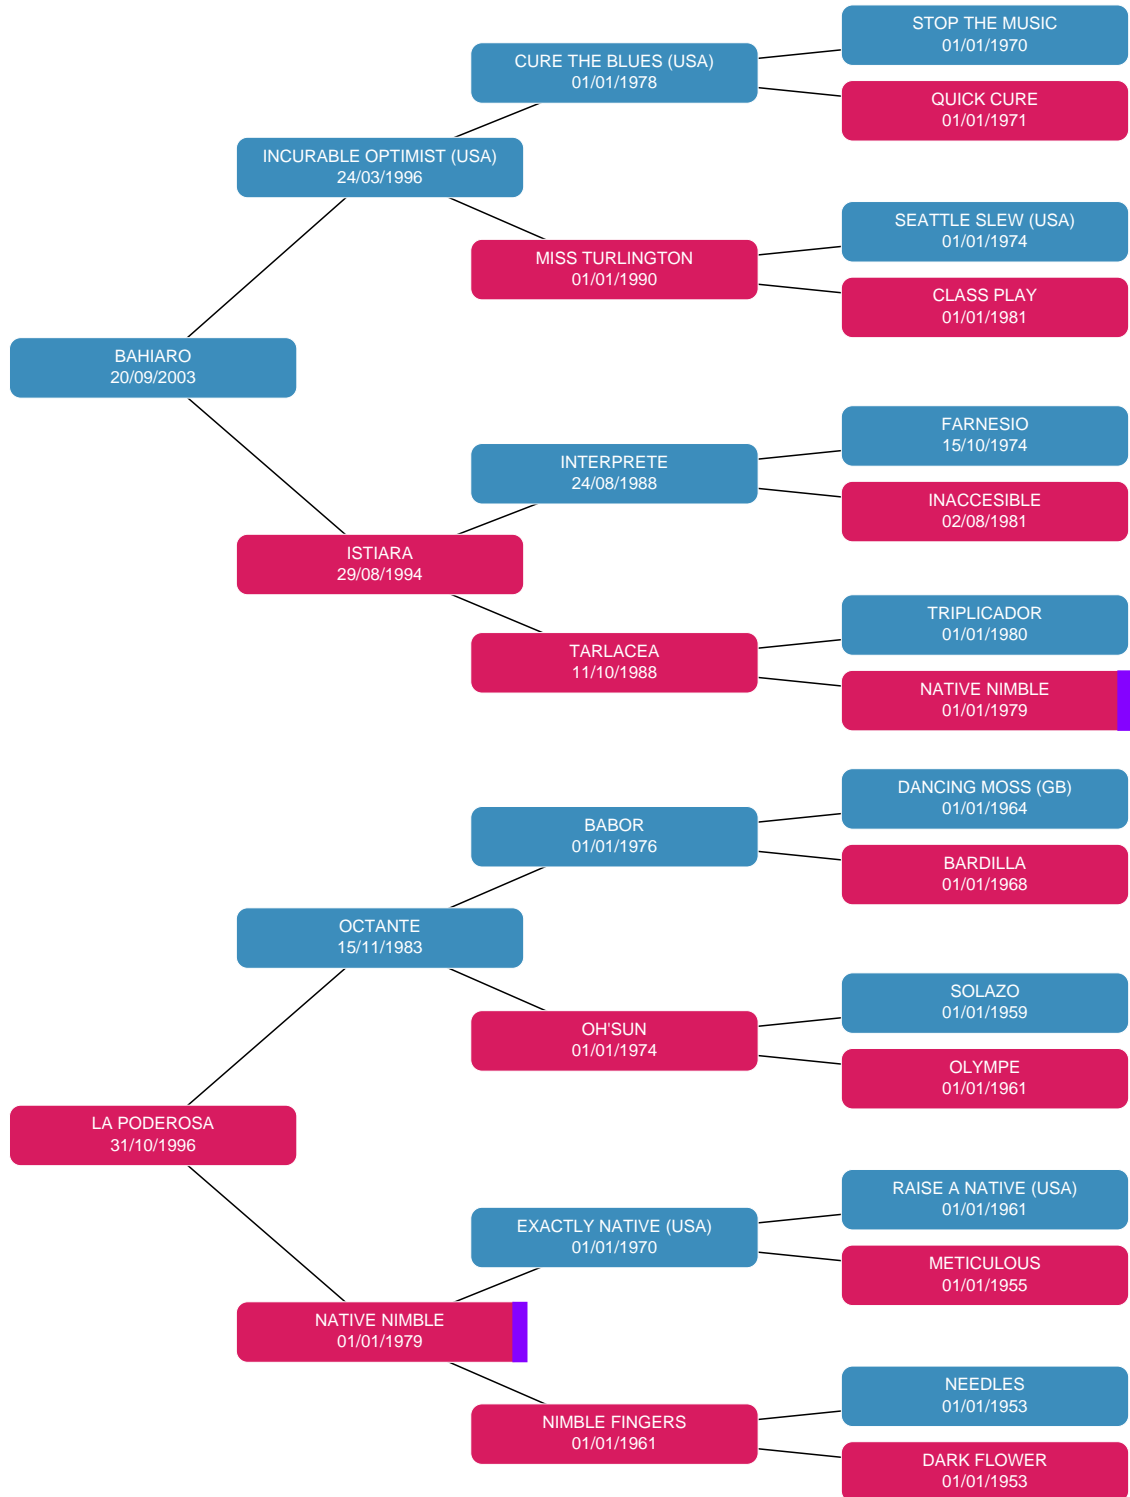 STOP THE MUSIC
01/01/1970
CURE THE BLUES (USA)
01/01/1978
QUICK CURE
01/01/1971
INCURABLE OPTIMIST (USA)
24/03/1996
SEATTLE SLEW (USA)
01/01/1974
MISS TURLINGTON
01/01/1990
CLASS PLAY
01/01/1981
BAHIARO
20/09/2003
FARNESIO
15/10/1974
INTERPRETE
24/08/1988
INACCESIBLE
02/08/1981
ISTIARA
29/08/1994
TRIPLICADOR
01/01/1980
TARLACEA
11/10/1988
NATIVE NIMBLE
01/01/1979
DANCING MOSS (GB)
01/01/1964
BABOR
01/01/1976
BARDILLA
01/01/1968
OCTANTE
15/11/1983
SOLAZO
01/01/1959
OH'SUN
01/01/1974
OLYMPE
01/01/1961
LA PODEROSA
31/10/1996
RAISE A NATIVE (USA)
01/01/1961
EXACTLY NATIVE (USA)
01/01/1970
METICULOUS
01/01/1955
NATIVE NIMBLE
01/01/1979
NEEDLES
01/01/1953
NIMBLE FINGERS
01/01/1961
DARK FLOWER
01/01/1953